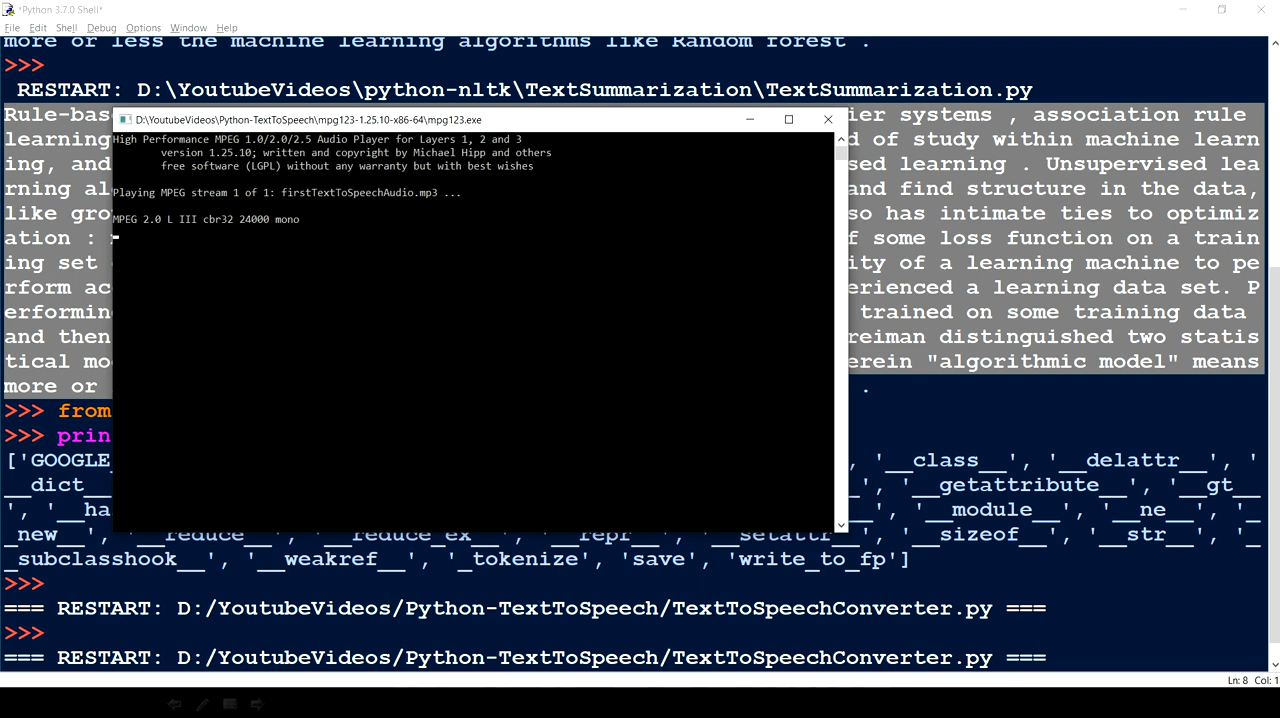 *Python 3.7.0 Shell*
File Edit Shell Debug Options Window Help
more or less the machine learning algorithms like Random forest .
>>>
RESTART: D:\YoutubeVideos\python-nltk\TextSummarization\TextSummarization.py
Rule-bas ier systems , association rule
learning d of study within machine learn
ing, and sed learning . Unsupervised lea
rning al and find structure in the data,
like gro so has intimate ties to optimiz
ation : f some loss function on a train
ing set ity of a learning machine to pe
rform ac erienced a learning data set. P
erformin trained on some training data
and then reiman distinguished two statis
tical mo erein "algorithmic model" means
more or .
D:\YoutubeVideos\Python-TextToSpeech\mpg123-1.25.10-x86-64\mpg123.exe
High Performance MPEG 1.0/2.0/2.5 Audio Player for Layers 1, 2 and 3
version 1.25.10; written and copyright by Michael Hipp and others
free software (LGPL) without any warranty but with best wishes
Playing MPEG stream 1 of 1: firstTextToSpeechAudio.mp3 ...
MPEG 2.0 L III cbr32 24000 mono
>>> from
>>> prin
['GOOGLE_ , '__class__', '__delattr__', '
__dict__ _', '__getattribute__', '__gt__
', '__ha __', '__module__', '__ne__', '_
_new__', '__reduce__', '__reduce_ex__', '__repr__', '__setattr__', '__sizeof__', '__str__', '_
_subclasshook__', '__weakref__', '_tokenize', 'save', 'write_to_fp']
>>>
=== RESTART: D:/YoutubeVideos/Python-TextToSpeech/TextToSpeechConverter.py ===
>>>
=== RESTART: D:/YoutubeVideos/Python-TextToSpeech/TextToSpeechConverter.py ===
Ln: 8 Col: 1